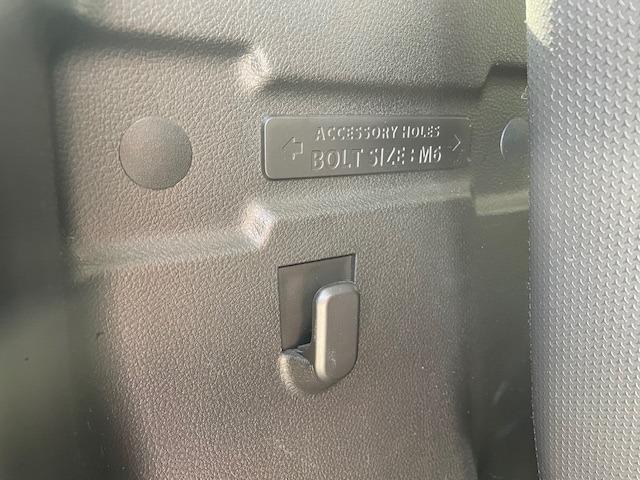 ACCESSORY HOLES
BOLT SIZE : M6